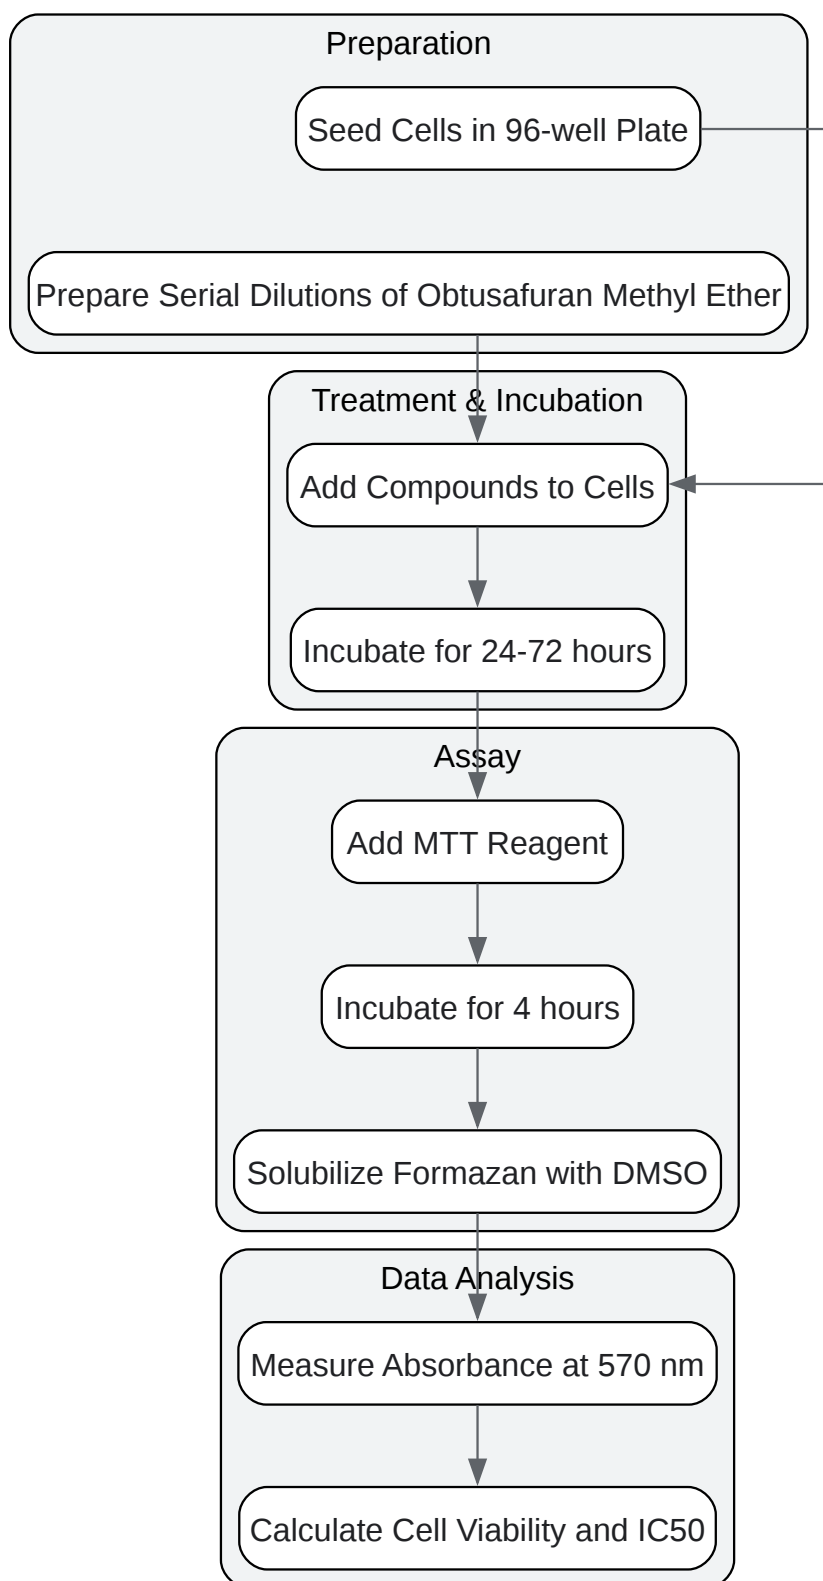 Preparation
Seed Cells in 96-well Plate
Prepare Serial Dilutions of Obtusafuran Methyl Ether
Treatment & Incubation
Add Compounds to Cells
Incubate for 24-72 hours
Assay
Add MTT Reagent
Incubate for 4 hours
Solubilize Formazan with DMSO
Data Analysis
Measure Absorbance at 570 nm
Calculate Cell Viability and IC50